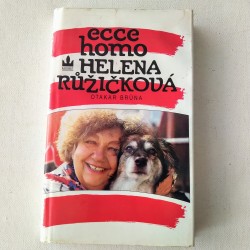 ecce
homo
HELENA
RŮŽIČKOVÁ
OTAKAR BRŮNA